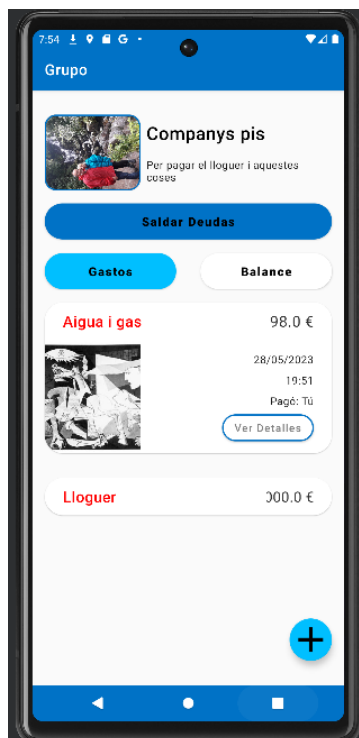 7:54 G
Grupo
Companys pis
Per pagar el lloguer i aquestes
coses
Saldar Deudas
Gastos Balance
Aigua i gas 98.0 €
28/05/2023
19:51
Pagó: Tú
Ver Detalles
Lloguer 000.0 €